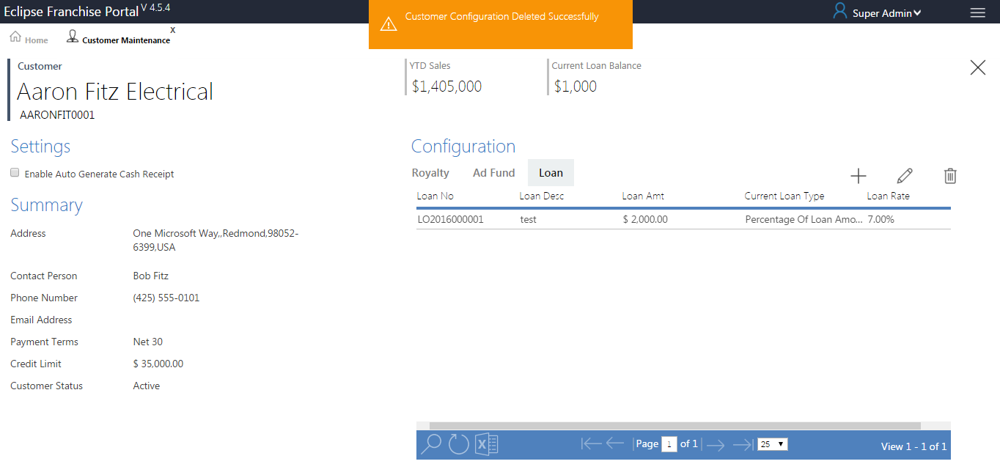 Eclipse Franchise Portal V 4.5.4
Customer Configuration Deleted Successfully
Super Admin
Home
Customer Maintenance
X
Customer
Aaron Fitz Electrical
AARONFIT0001
YTD Sales
$1,405,000
Current Loan Balance
$1,000
Settings
Enable Auto Generate Cash Receipt
Summary
Address One Microsoft Way,,Redmond,98052-
6399,USA
Contact Person Bob Fitz
Phone Number (425) 555-0101
Email Address
Payment Terms Net 30
Credit Limit $ 35,000.00
Customer Status Active
Configuration
Royalty Ad Fund Loan
Loan No Loan Desc Loan Amt Current Loan Type Loan Rate
LO2016000001 test $ 2,000.00 Percentage Of Loan Amo... 7.00%
X Page 1 of 1 25 View 1 - 1 of 1